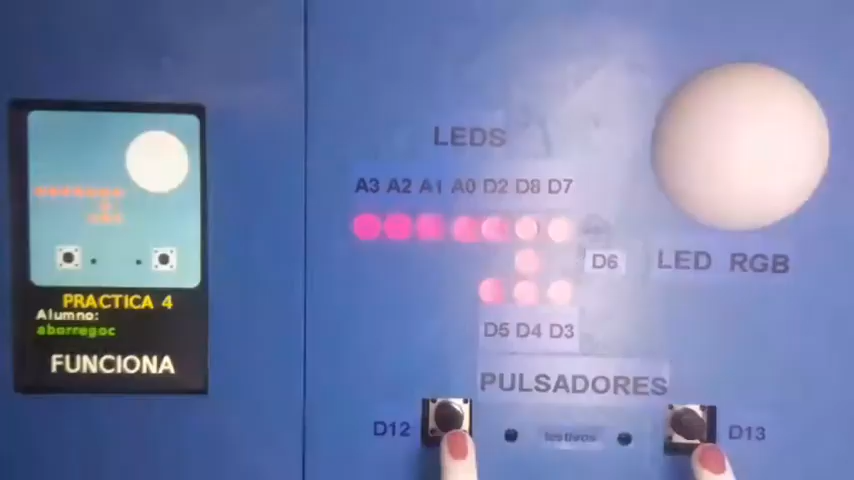 PRACTICA 4
Alumno:
abarregoc
FUNCIONA
LEDS
A3 A2 A1 A0 D2 D8 D7
D6
LED RGB
D5 D4 D3
PULSADORES
D12
testigos
D13